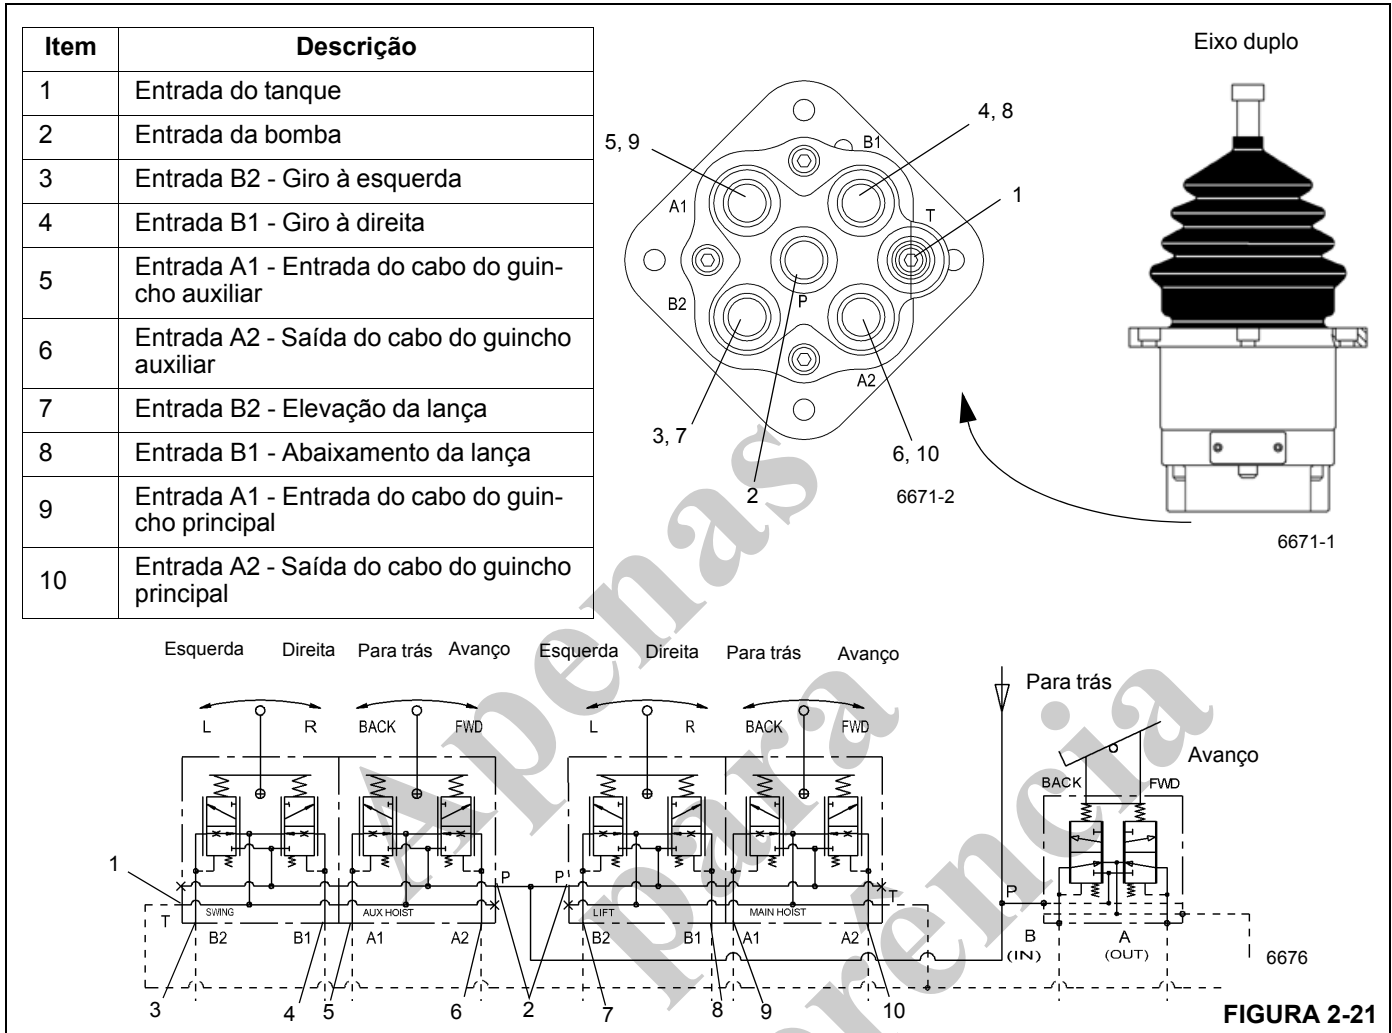 Item Descrição
1 Entrada do tanque
2 Entrada da bomba
3 Entrada B2 - Giro à esquerda
4 Entrada B1 - Giro à direita
5 Entrada A1 - Entrada do cabo do guin-
cho auxiliar
6 Entrada A2 - Saída do cabo do guincho
auxiliar
7 Entrada B2 - Elevação da lança
8 Entrada B1 - Abaixamento da lança
9 Entrada A1 - Entrada do cabo do guin-
cho principal
10 Entrada A2 - Saída do cabo do guincho
principal
Eixo duplo
4, 8
5, 9
B1
A1
T
1
B2
P
A2
3, 7
6, 10
2
6671-2
6671-1
Esquerda Direita Para trás Avanço Esquerda Direita Para trás Avanço
Para trás
L R BACK FWD L R BACK FWD
Avanço
BACK FWD
1
P P
T SWING AUX HOIST LIFT MAIN HOIST T
P
B2 B1 A1 A2 B2 B1 A1 A2
B A
(IN) (OUT)
6676
3 4 5 6 2 7 8 9 10
FIGURA 2-21
Apenas
para
referência